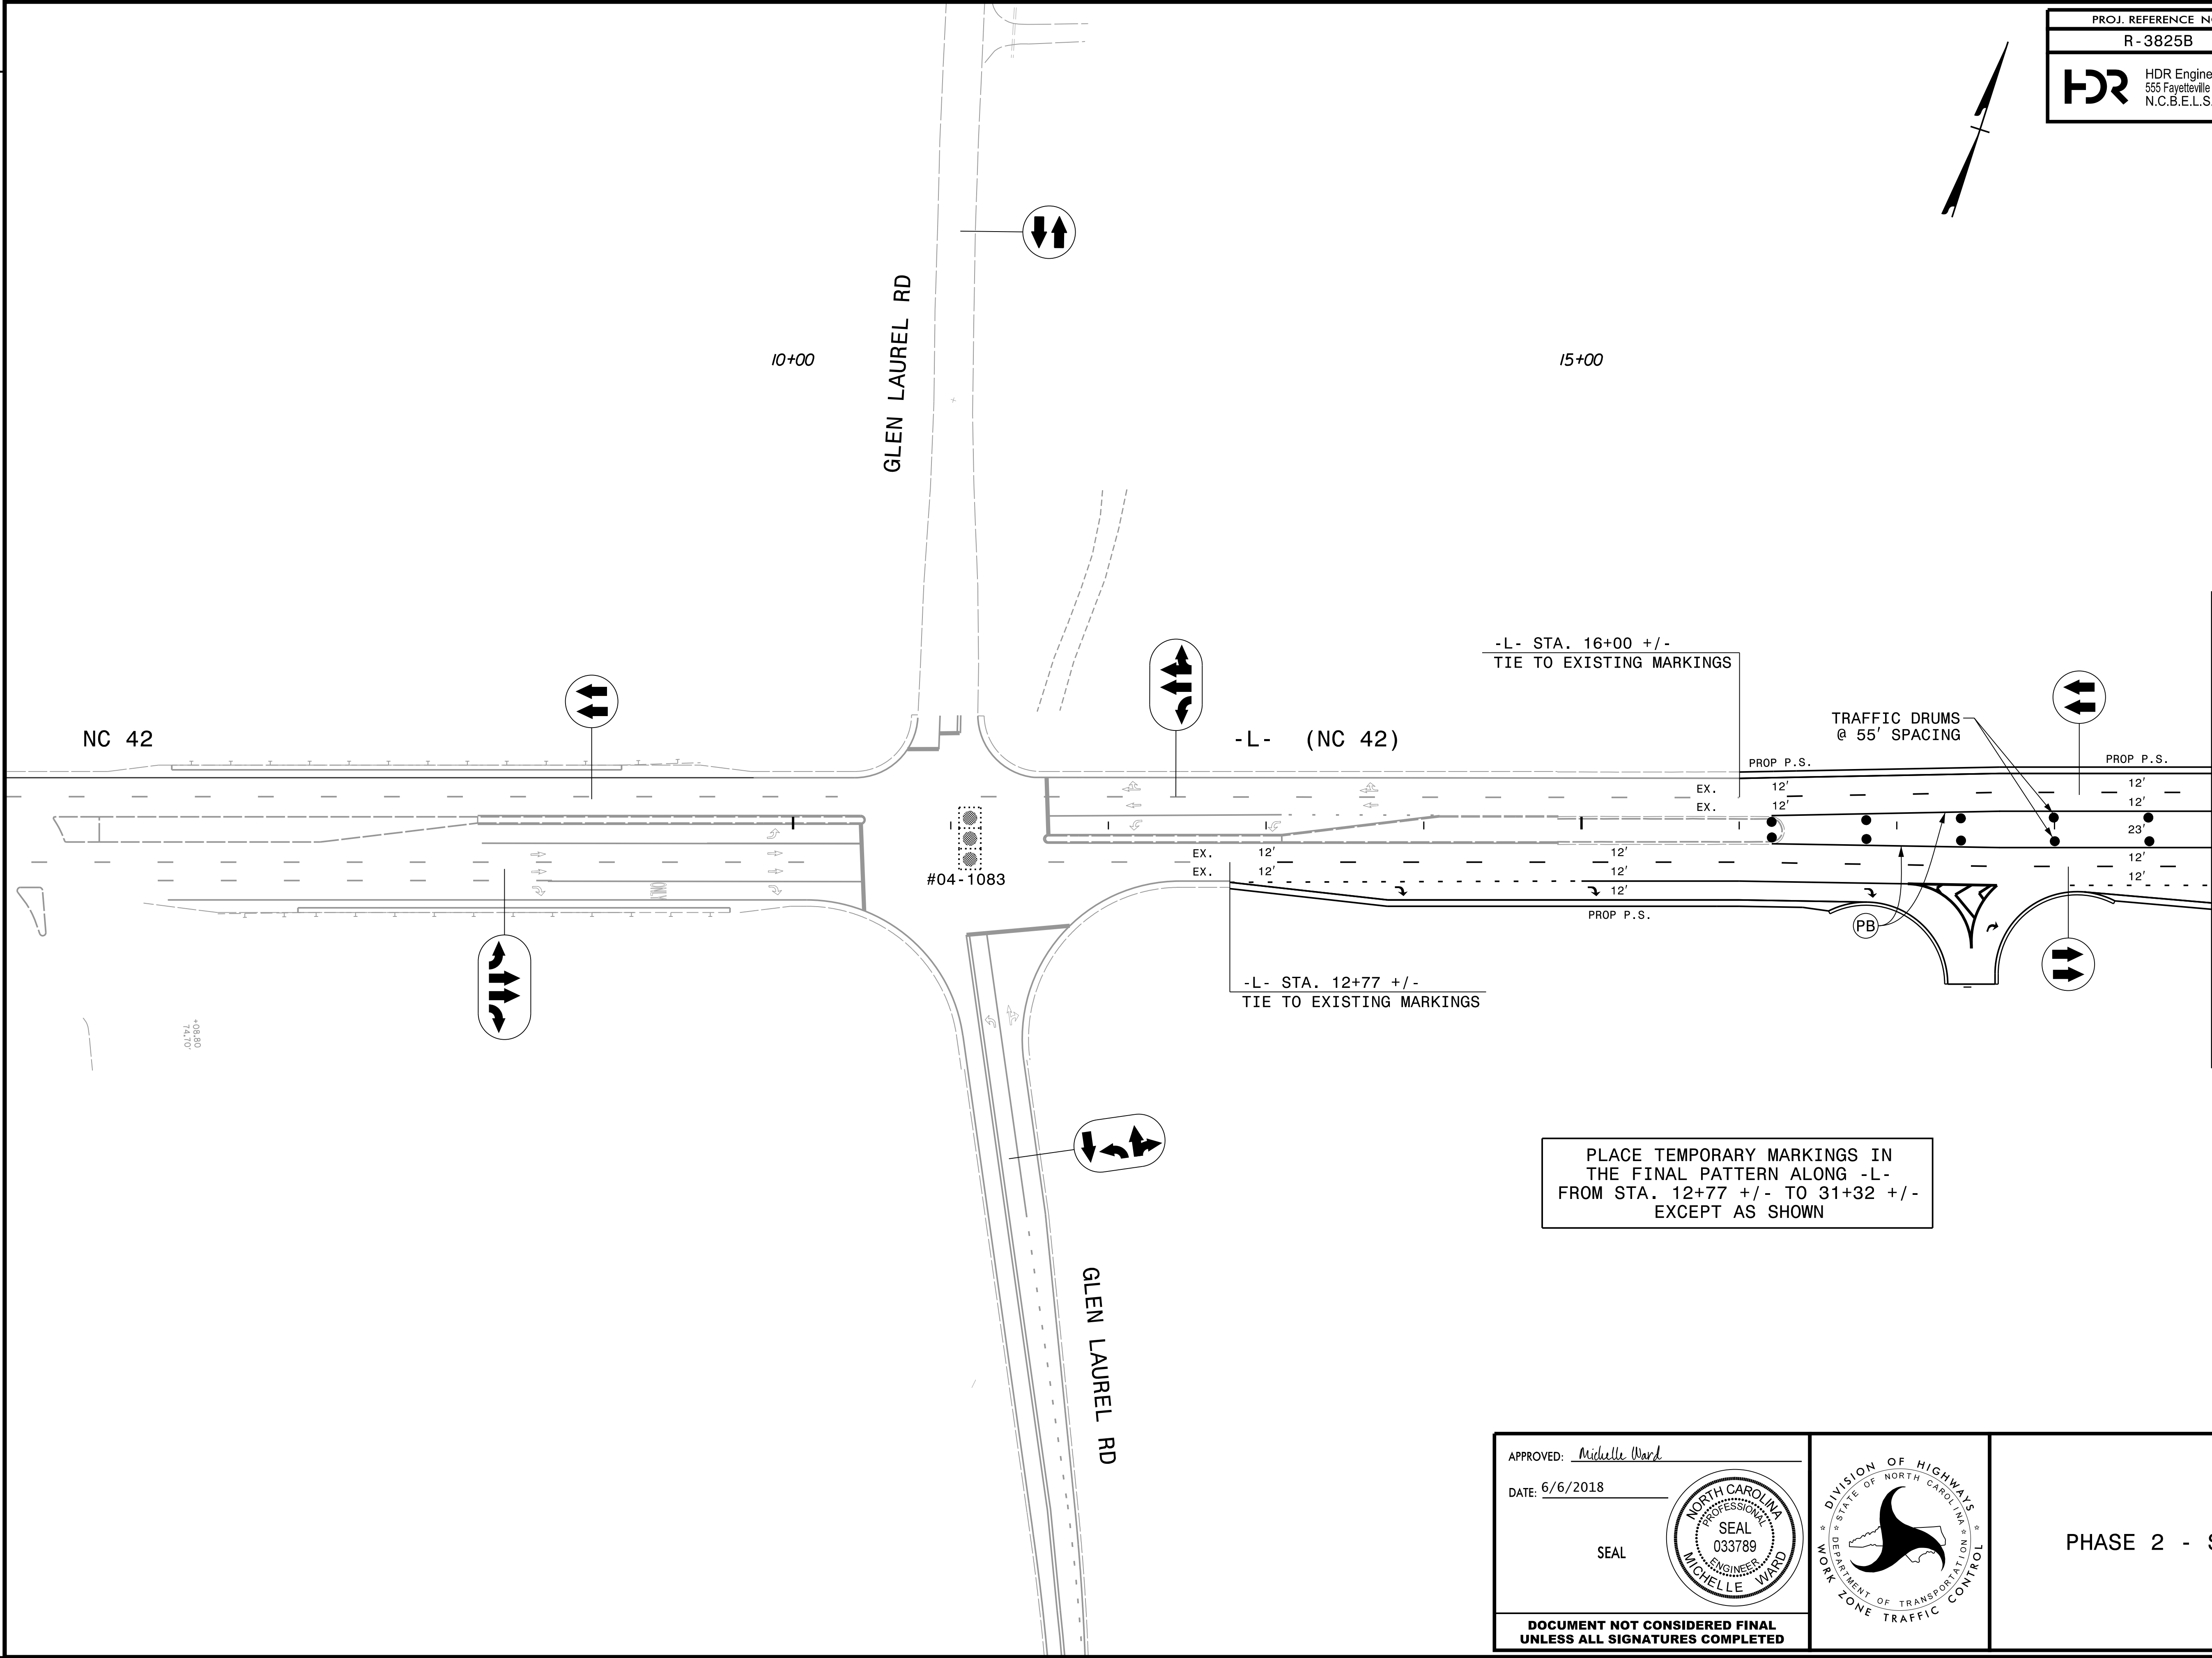 PROJ. REFERENCE
R-3825B
HDR
HDR
555 Fayetteville
N.C.B.E.L.S.
GLEN LAUREL RD
10+00
15+00
-L- STA. 16+00 +/-
TIE TO EXISTING MARKINGS
TRAFFIC DRUMS
@ 55' SPACING
NC 42
-L- (NC 42)
PROP P.S.
PROP P.S.
EX.
12'
12'
EX.
12'
12'
23'
EX.
12'
12'
12'
EX.
12'
12'
12'
12'
#04-1083
ONLY
PROP P.S.
PB
-L- STA. 12+77 +/-
TIE TO EXISTING MARKINGS
+08.80
74.70'
PLACE TEMPORARY MARKINGS IN
THE FINAL PATTERN ALONG -L-
FROM STA. 12+77 +/- TO 31+32 +/-
EXCEPT AS SHOWN
GLEN LAUREL RD
APPROVED: Michelle Ward
DATE: 6/6/2018
SEAL
NORTH CAROLINA
PROFESSIONAL
SEAL
033789
ENGINEER
MICHELLE WARD
DOCUMENT NOT CONSIDERED FINAL
UNLESS ALL SIGNATURES COMPLETED
DIVISION OF HIGHWAYS
STATE OF NORTH CAROLINA
DEPARTMENT OF TRANSPORTATION
WORK ZONE TRAFFIC CONTROL
PHASE 2 -